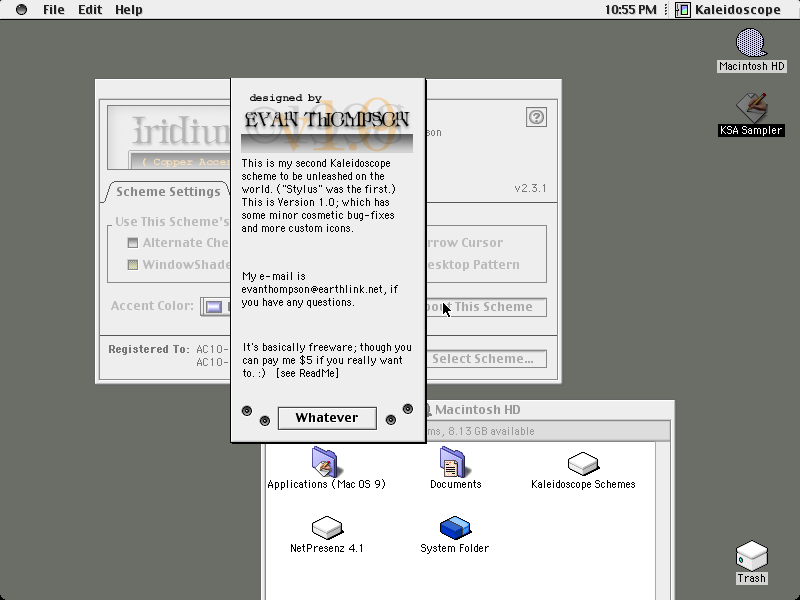 File Edit Help
10:55 PM Kaleidoscope
Macintosh HD
KSA Sampler
designed by
EVAN THOMPSON
v1.0
This is my second Kaleidoscope
scheme to be unleashed on the
world. ("Stylus" was the first.)
This is Version 1.0; which has
some minor cosmetic bug-fixes
and more custom icons.
My e-mail is
evanthompson@earthlink.net, if
you have any questions.
It's basically freeware; though you
can pay me $5 if you really want
to. :) [see ReadMe]
Whatever
v2.3.1
Scheme Settings
Use This Scheme's
Alternate
WindowShade
rrow Cursor
esktop Pattern
Accent Color:
This Scheme
Registered To: AC10-
AC10-
Select Scheme...
Macintosh HD
ms, 8.13 GB available
Applications (Mac OS 9)
Documents
Kaleidoscope Schemes
NetPresenz 4.1
System Folder
Trash